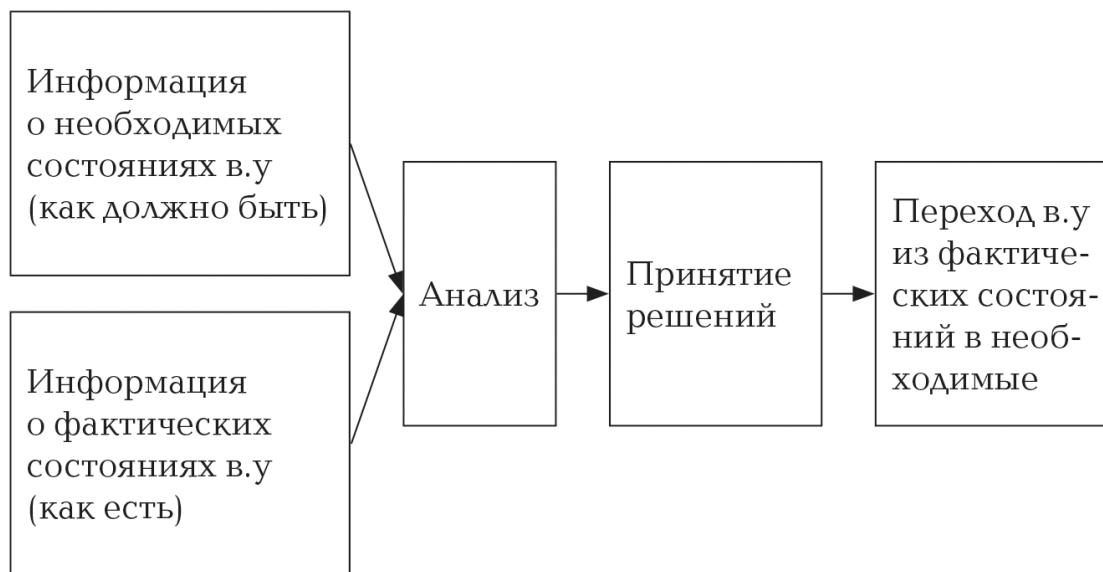 Информация
о необходимых
состояниях в.у
(как должно быть)
Информация
о фактических
состояниях в.у
(как есть)
Анализ
Принятие
решений
Переход в.у
из фактиче-
ских состоя-
ний в необ-
ходимые